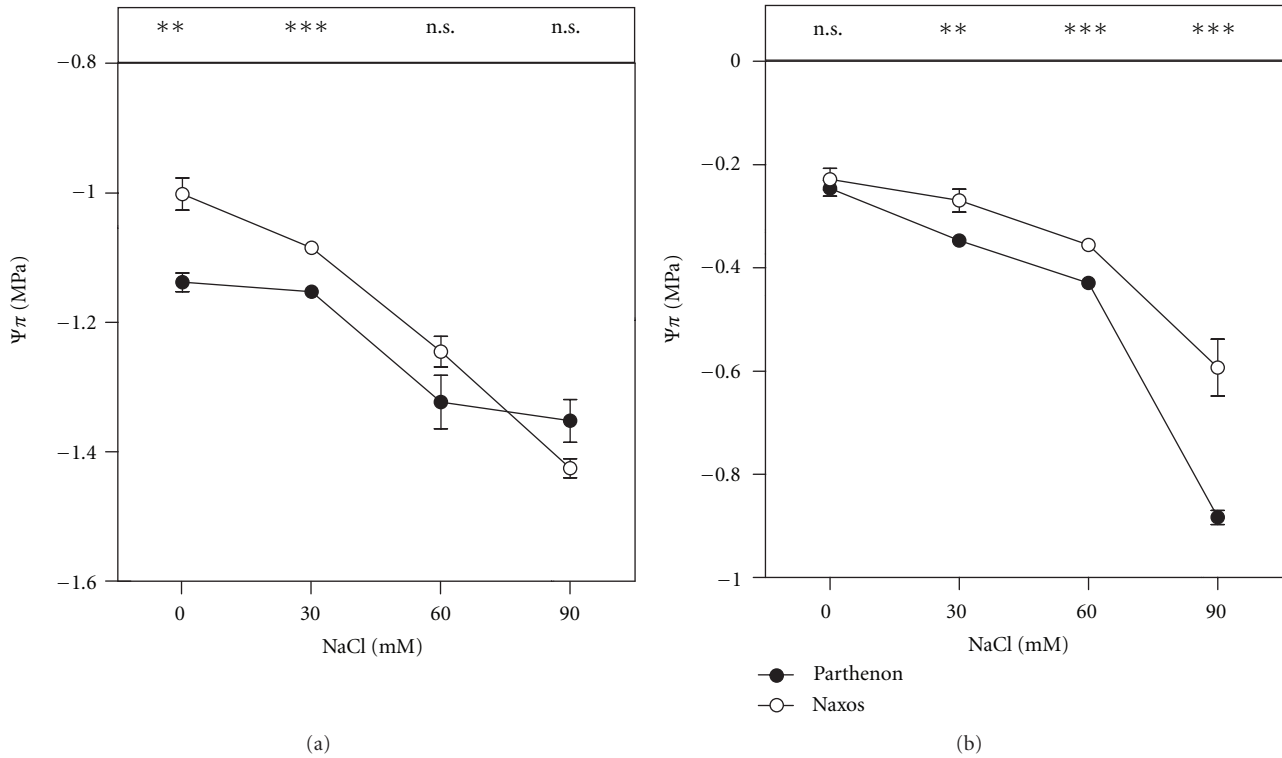 ** *** n.s. n.s.
−0.8
−1
−1.2
−1.4
−1.6
Ψπ (MPa)
0 30 60 90
NaCl (mM)
(a)
n.s. ** *** ***
0
−0.2
−0.4
−0.6
−0.8
−1
Ψπ (MPa)
0 30 60 90
NaCl (mM)
Parthenon
Naxos
(b)